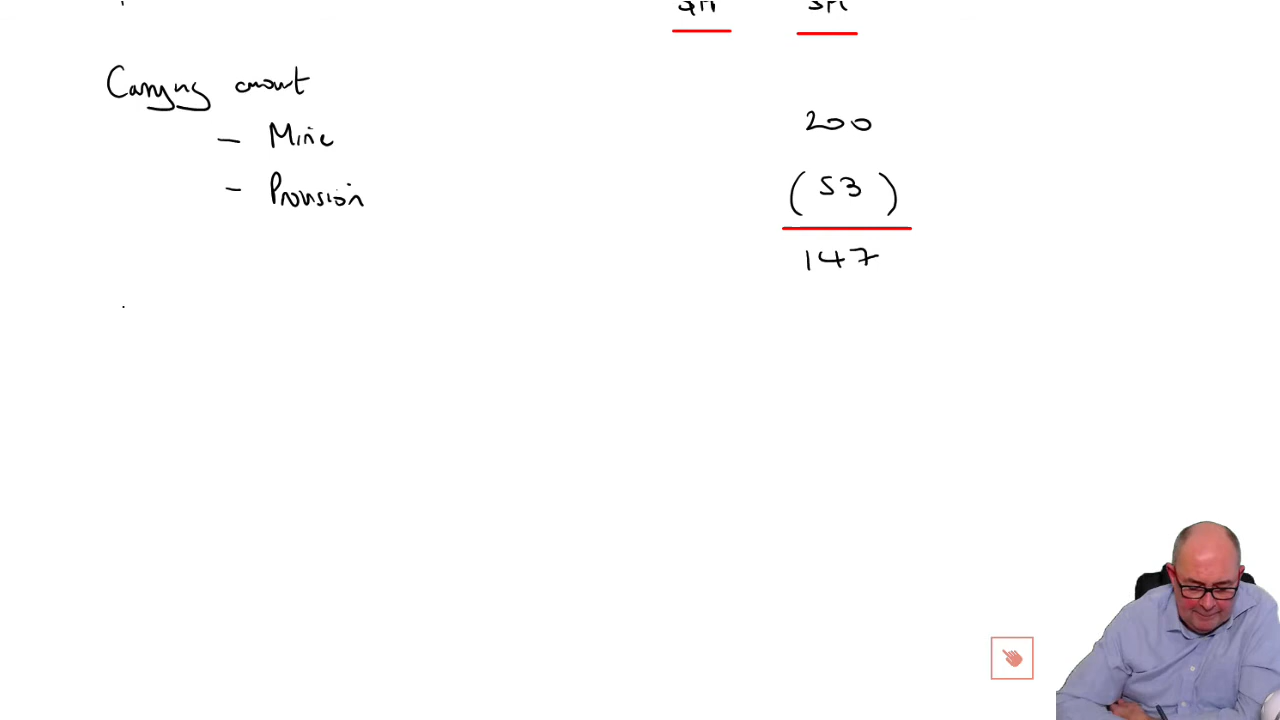 Carrying amount
- Mine 200
- Provision (53)
147